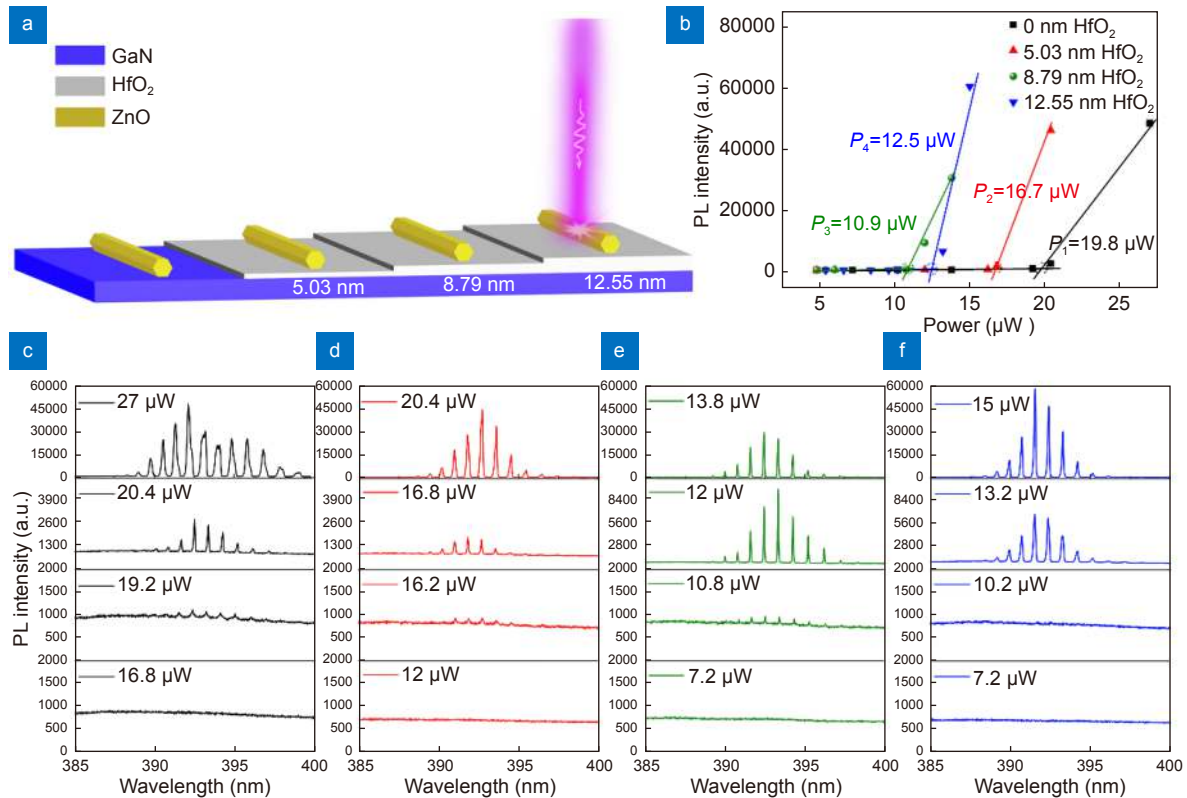 a
GaN
HfO₂
ZnO
5.03 nm
8.79 nm
12.55 nm
b
80000
60000
40000
20000
0
PL intensity (a.u.)
0 nm HfO₂
5.03 nm HfO₂
8.79 nm HfO₂
12.55 nm HfO₂
P₄=12.5 μW
P₂=16.7 μW
P₃=10.9 μW
P₁=19.8 μW
5 10 15 20 25
Power (μW )
c
PL intensity (a.u.)
60000
27 μW
45000
30000
15000
0
20.4 μW
3900
2600
1300
2000
19.2 μW
1500
1000
500
2000
16.8 μW
1500
1000
500
0
385 390 395 400
Wavelength (nm)
d
60000
20.4 μW
45000
30000
15000
0
16.8 μW
3900
2600
1300
2000
16.2 μW
1500
1000
500
2000
12 μW
1500
1000
500
0
385 390 395 400
Wavelength (nm)
e
60000
13.8 μW
45000
30000
15000
0
12 μW
8400
5600
2800
2000
10.8 μW
1500
1000
500
2000
7.2 μW
1500
1000
500
0
385 390 395 400
Wavelength (nm)
f
60000
15 μW
45000
30000
15000
0
13.2 μW
8400
5600
2800
2000
10.2 μW
1500
1000
500
2000
7.2 μW
1500
1000
500
0
385 390 395 400
Wavelength (nm)